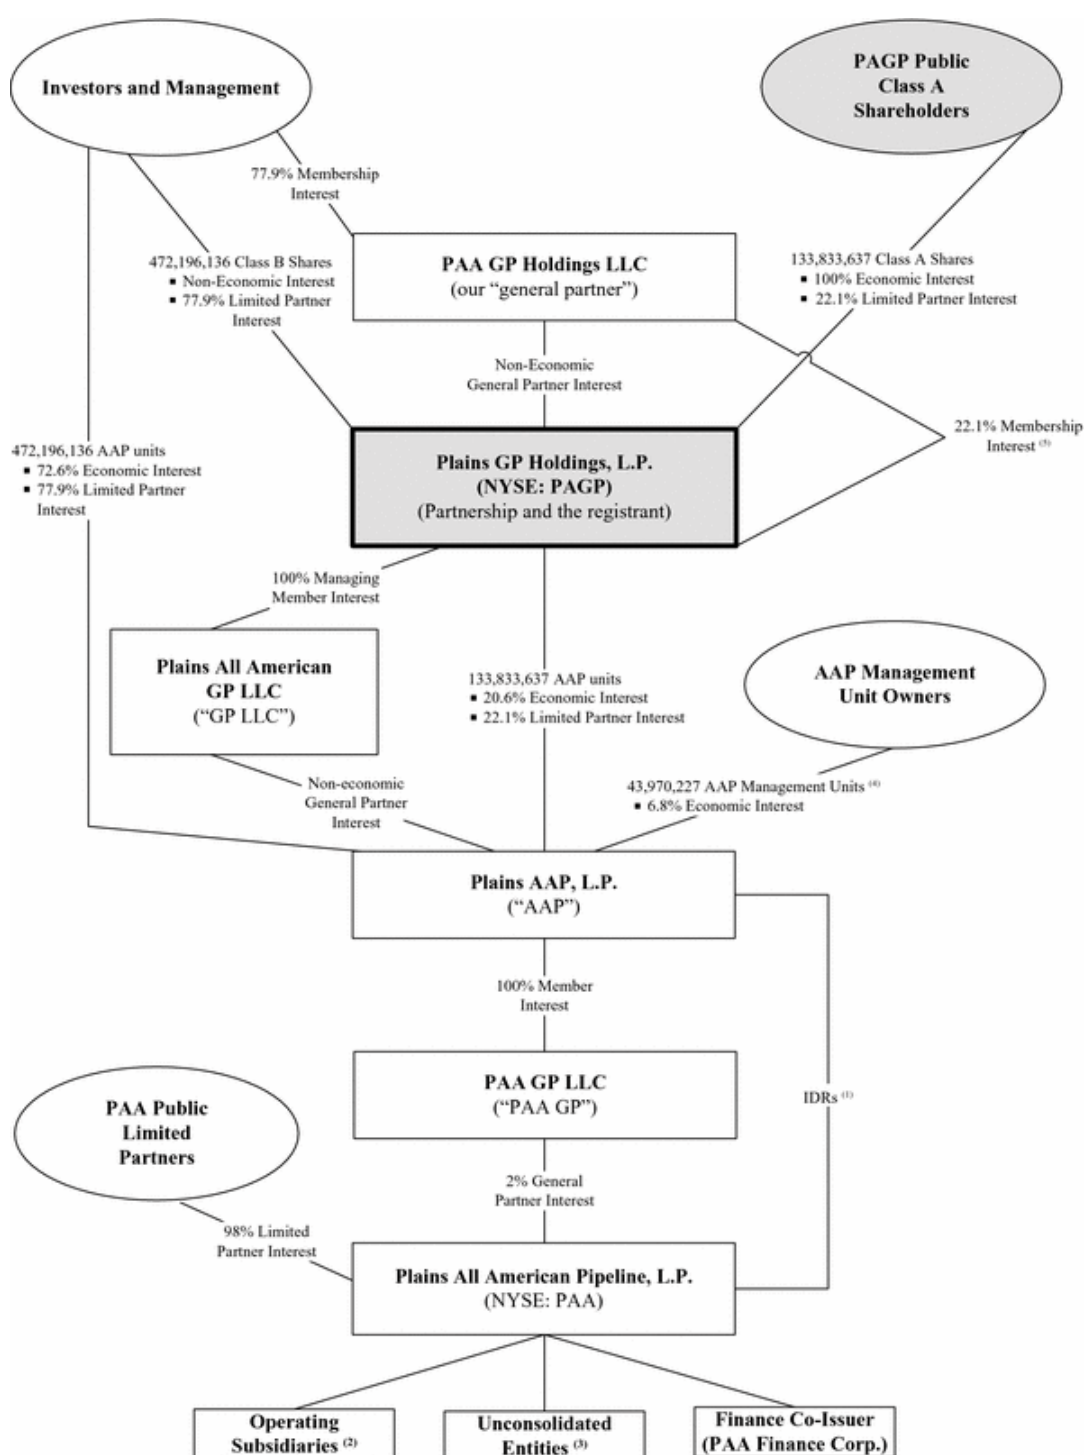 Investors and Management
PAGP Public
Class A
Shareholders
77.9% Membership
Interest
472,196,136 Class B Shares
▪ Non-Economic Interest
▪ 77.9% Limited Partner
Interest
PAA GP Holdings LLC
(our “general partner”)
133,833,637 Class A Shares
▪ 100% Economic Interest
▪ 22.1% Limited Partner Interest
Non-Economic
General Partner Interest
472,196,136 AAP units
▪ 72.6% Economic Interest
▪ 77.9% Limited Partner
Interest
Plains GP Holdings, L.P.
(NYSE: PAGP)
(Partnership and the registrant)
22.1% Membership
Interest (5)
100% Managing
Member Interest
Plains All American
GP LLC
(“GP LLC”)
133,833,637 AAP units
▪ 20.6% Economic Interest
▪ 22.1% Limited Partner Interest
AAP Management
Unit Owners
Non-economic
General Partner
Interest
43,970,227 AAP Management Units (4)
▪ 6.8% Economic Interest
Plains AAP, L.P.
(“AAP”)
100% Member
Interest
PAA GP LLC
(“PAA GP”)
IDRs (1)
PAA Public
Limited
Partners
2% General
Partner Interest
98% Limited
Partner Interest
Plains All American Pipeline, L.P.
(NYSE: PAA)
Operating
Subsidiaries (2)
Unconsolidated
Entities (3)
Finance Co-Issuer
(PAA Finance Corp.)